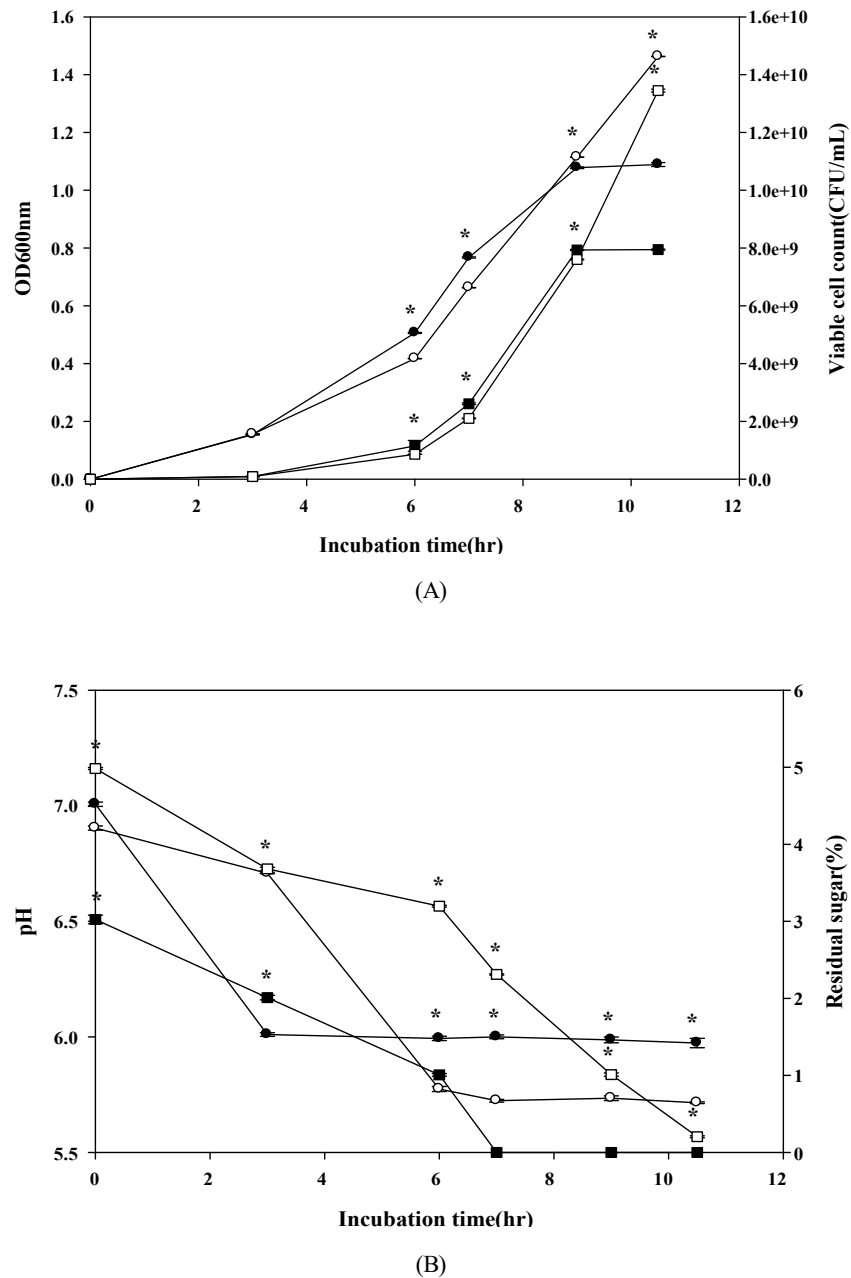 1.6
1.4
1.2
1.0
0.8
0.6
0.4
0.2
0.0
OD600nm
1.6e+10
1.4e+10
1.2e+10
1.0e+10
8.0e+9
6.0e+9
4.0e+9
2.0e+9
0.0
Viable cell count(CFU/mL)
* * * * * * * * *
0 2 4 6 8 10 12
Incubation time(hr)
(A)
7.5
7.0
6.5
6.0
5.5
pH
6
5
4
3
2
1
0
Residual sugar(%)
* * * * * * * * * * * *
0 2 4 6 8 10 12
Incubation time(hr)
(B)